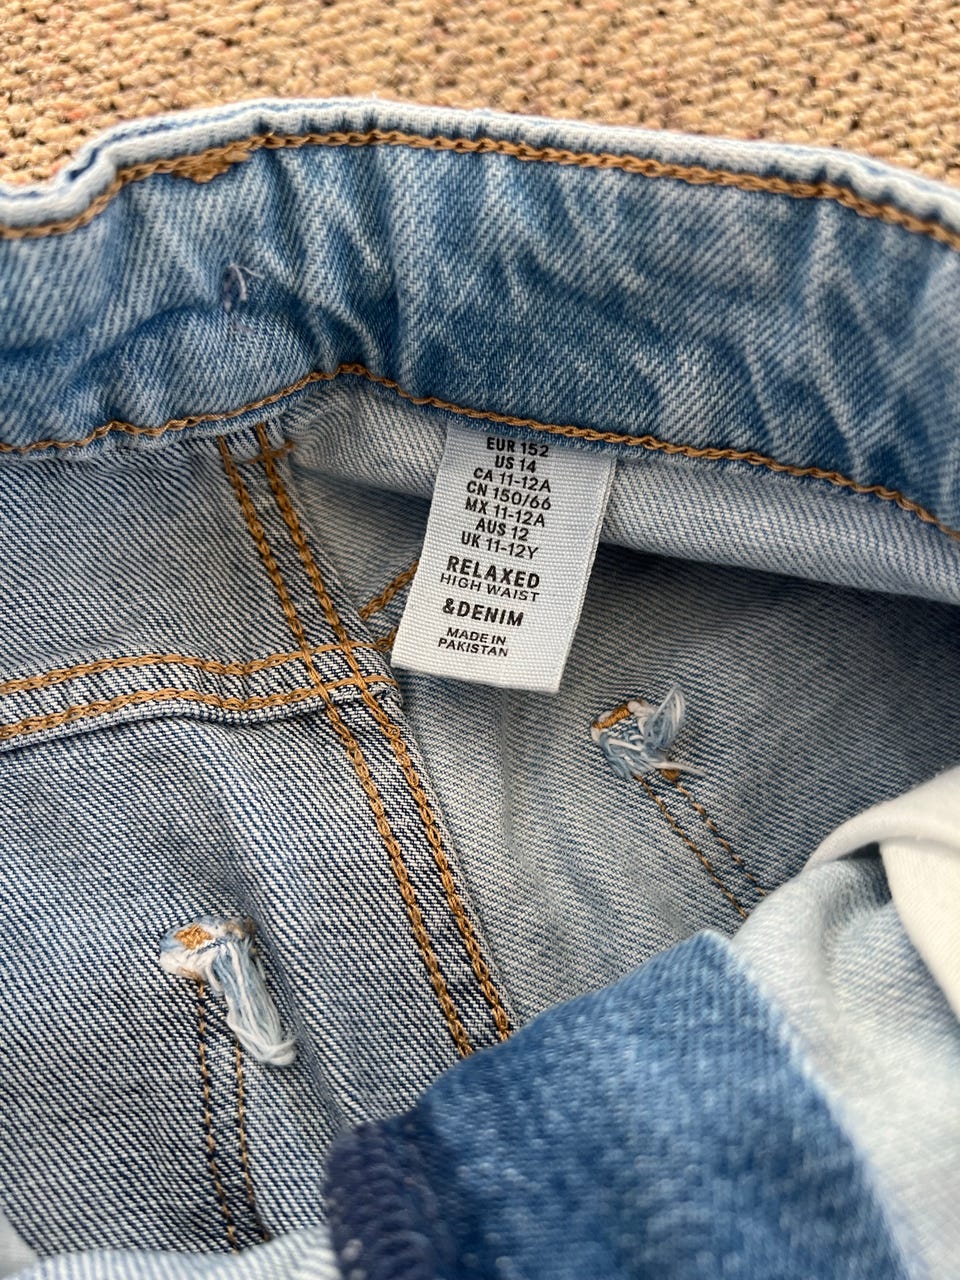 EUR 152
US 14
CA 11-12A
CN 150/66
MX 11-12A
AUS 12
UK 11-12Y
RELAXED
HIGH WAIST
&DENIM
MADE IN
PAKISTAN